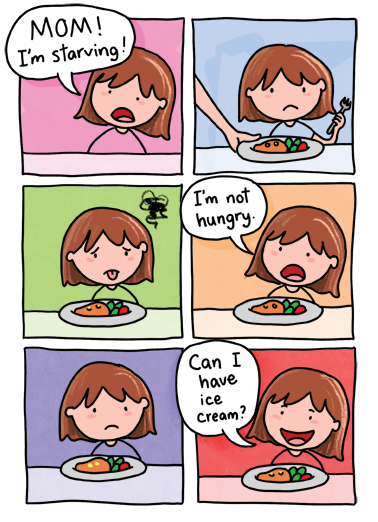 MOM!
I'm starving!
I'm not
hungry.
Can I
have
ice
cream?